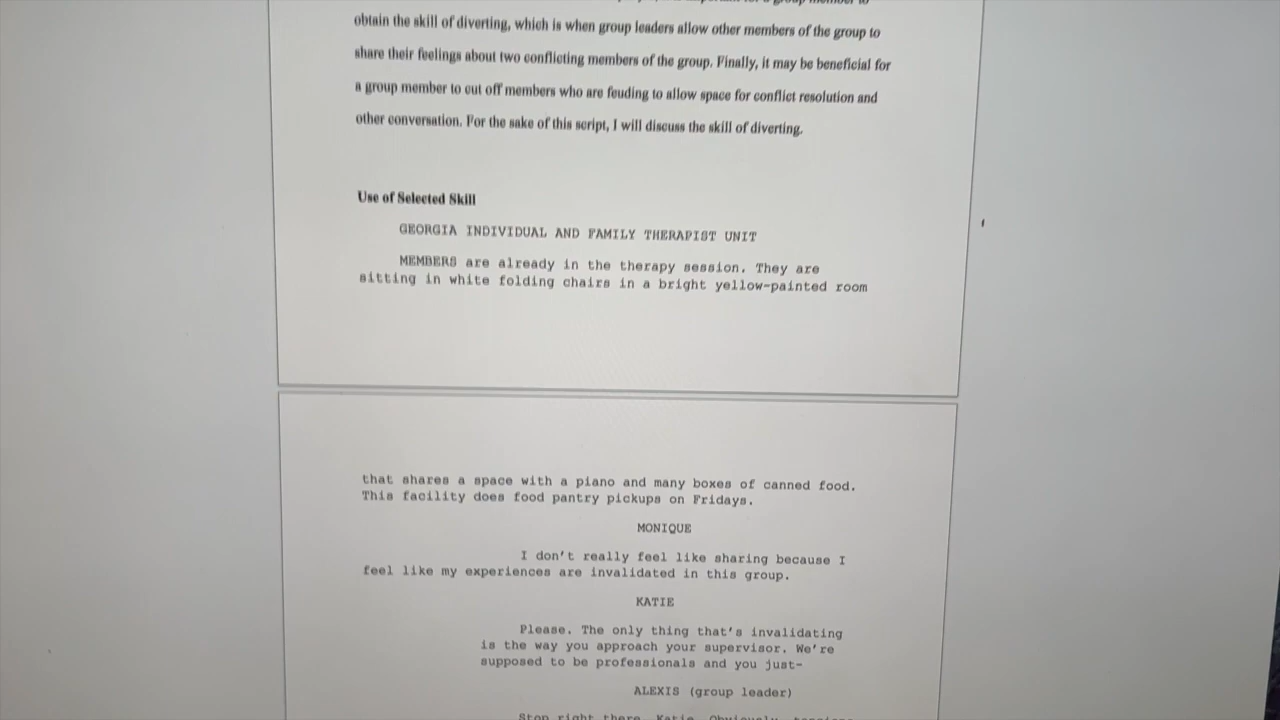 obtain the skill of diverting, which is when group leaders allow other members of the group to
share their feelings about two conflicting members of the group. Finally, it may be beneficial for
a group member to cut off members who are feuding to allow space for conflict resolution and
other conversation. For the sake of this script, I will discuss the skill of diverting.
Use of Selected Skill
GEORGIA INDIVIDUAL AND FAMILY THERAPIST UNIT
MEMBERS are already in the therapy session. They are
sitting in white folding chairs in a bright yellow-painted room
that shares a space with a piano and many boxes of canned food.
This facility does food pantry pickups on Fridays.
MONIQUE
I don't really feel like sharing because I
feel like my experiences are invalidated in this group.
KATIE
Please. The only thing that's invalidating
is the way you approach your supervisor. We're
supposed to be professionals and you just-
ALEXIS (group leader)
Stop right there, Katie. Obviously,